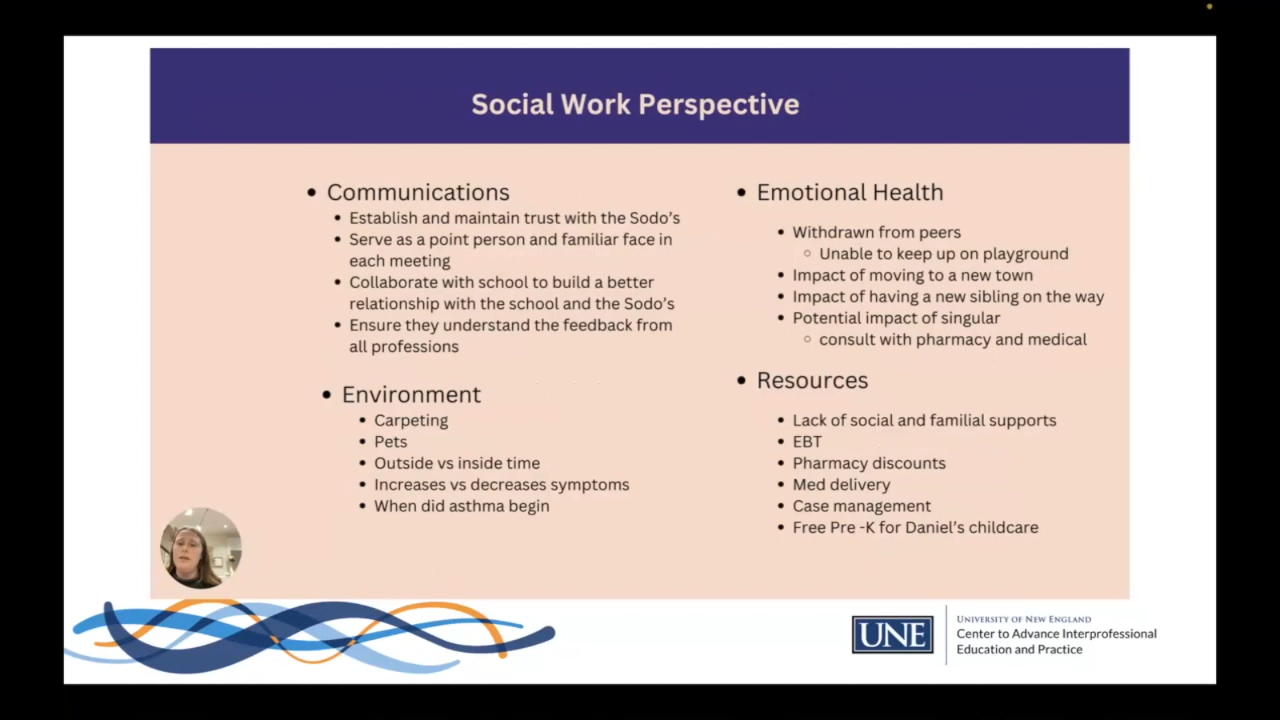 Social Work Perspective
Communications
Establish and maintain trust with the Sodo's
Serve as a point person and familiar face in
each meeting
Collaborate with school to build a better
relationship with the school and the Sodo's
Ensure they understand the feedback from
all professions
Environment
Carpeting
Pets
Outside vs inside time
Increases vs decreases symptoms
When did asthma begin
Emotional Health
Withdrawn from peers
Unable to keep up on playground
Impact of moving to a new town
Impact of having a new sibling on the way
Potential impact of singular
consult with pharmacy and medical
Resources
Lack of social and familial supports
EBT
Pharmacy discounts
Med delivery
Case management
Free Pre -K for Daniel's childcare
UNE
University of New England
Center to Advance Interprofessional
Education and Practice